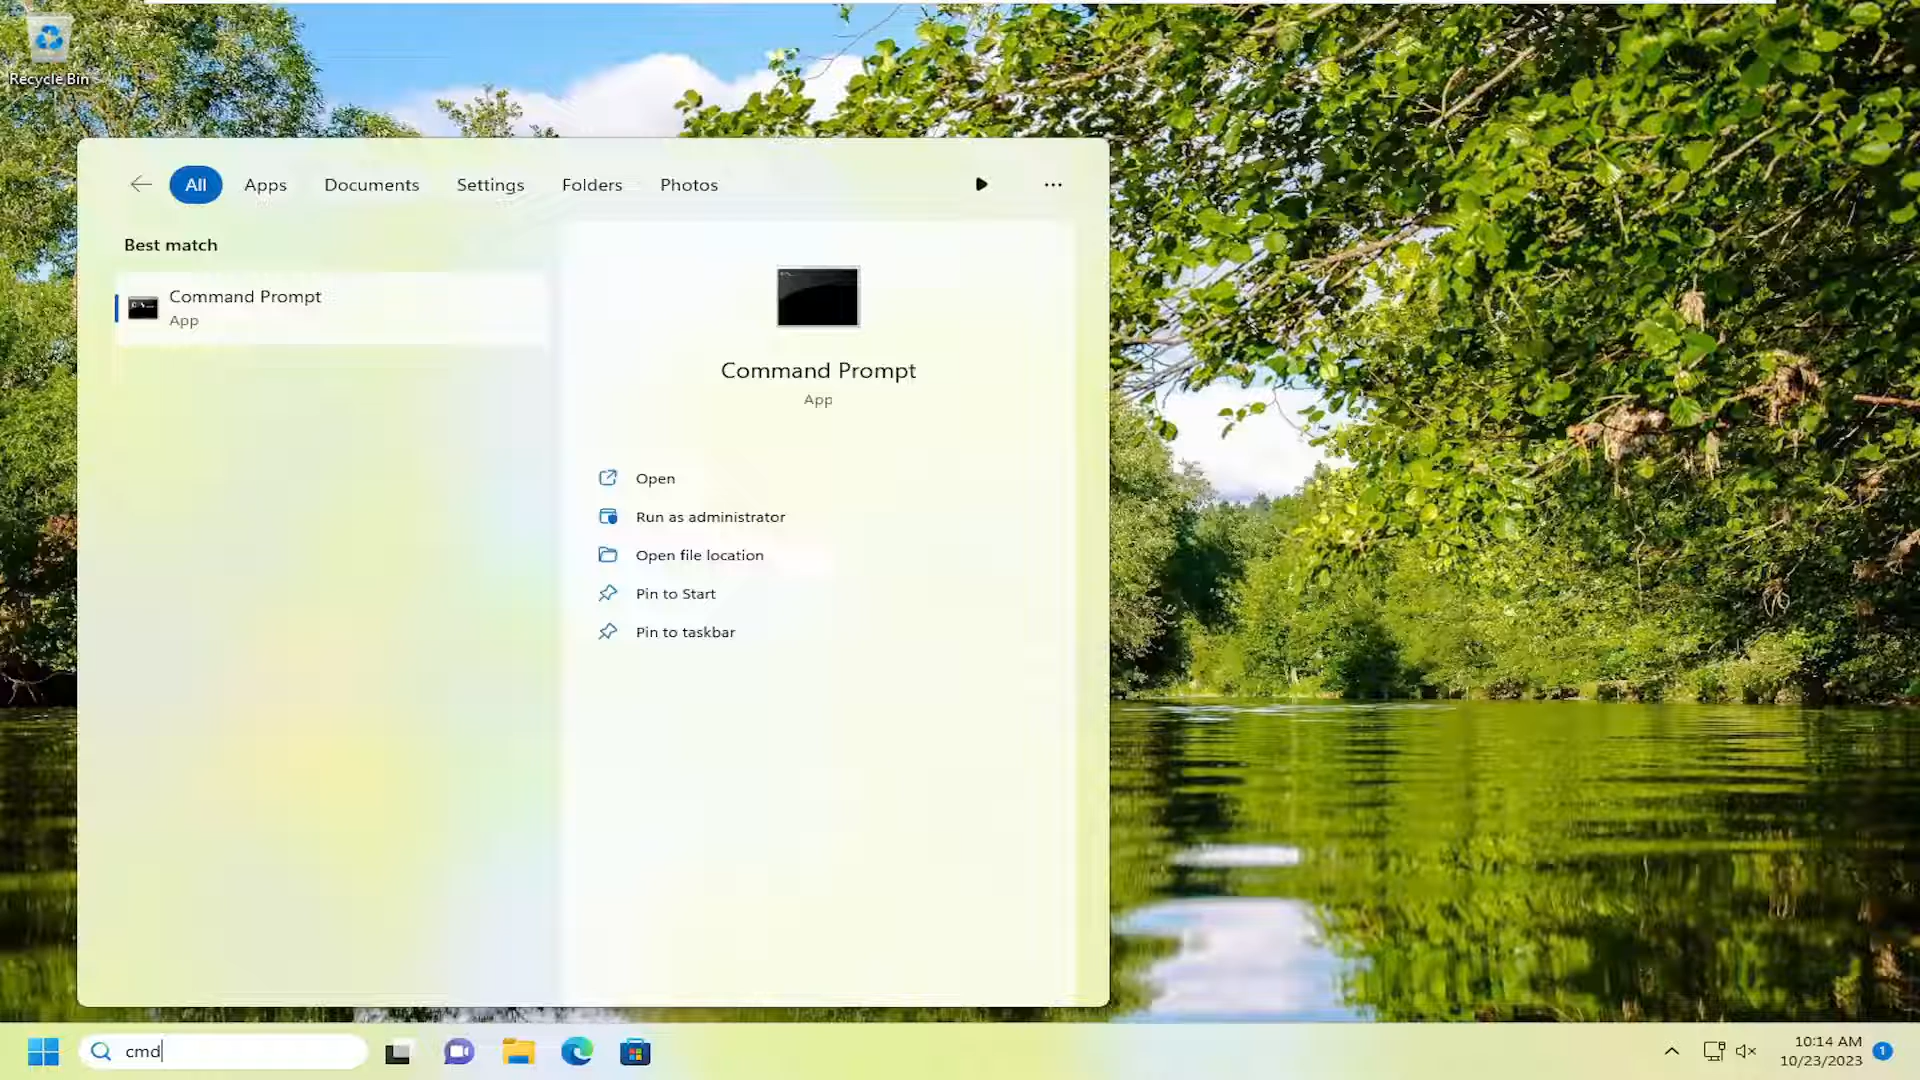 Recycle Bin
All Apps Documents Settings Folders Photos
Best match
Command Prompt
App
Command Prompt
App
Open
Run as administrator
Open file location
Pin to Start
Pin to taskbar
cmd
10:14 AM
10/23/2023
1